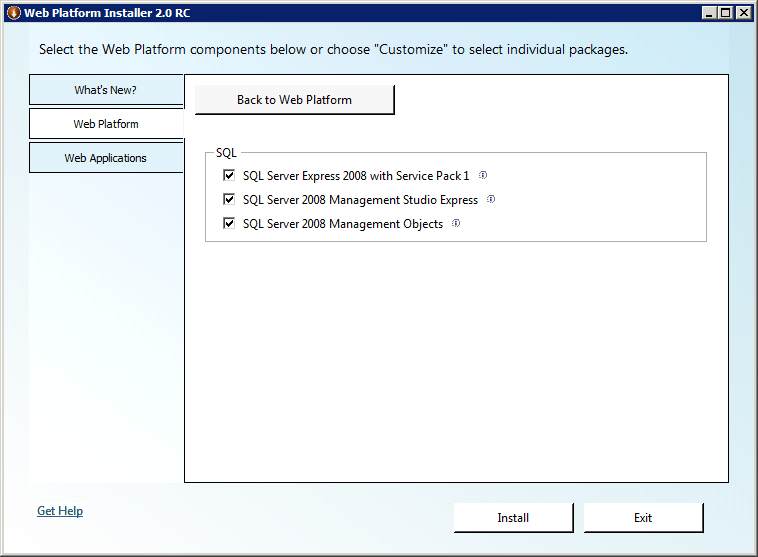 Web Platform Installer 2.0 RC
Select the Web Platform components below or choose "Customize" to select individual packages.
What's New?
Web Platform
Web Applications
Back to Web Platform
SQL
SQL Server Express 2008 with Service Pack 1
SQL Server 2008 Management Studio Express
SQL Server 2008 Management Objects
Get Help
Install
Exit